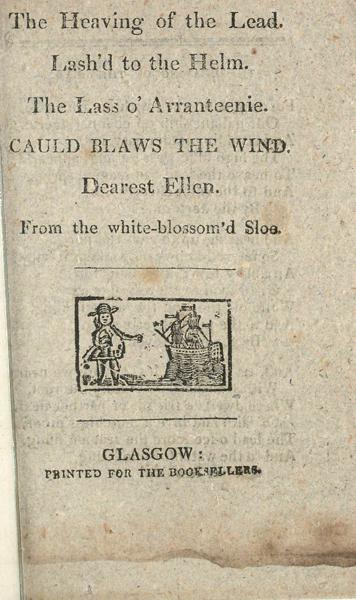 The Heaving of the Lead.
Lash'd to the Helm.
The Lass o' Arranteenie.
CAULD BLAWS THE WIND.
Dearest Ellen.
From the white-blossom'd Sloe.
GLASGOW:
PRINTED FOR THE BOOKSELLERS.